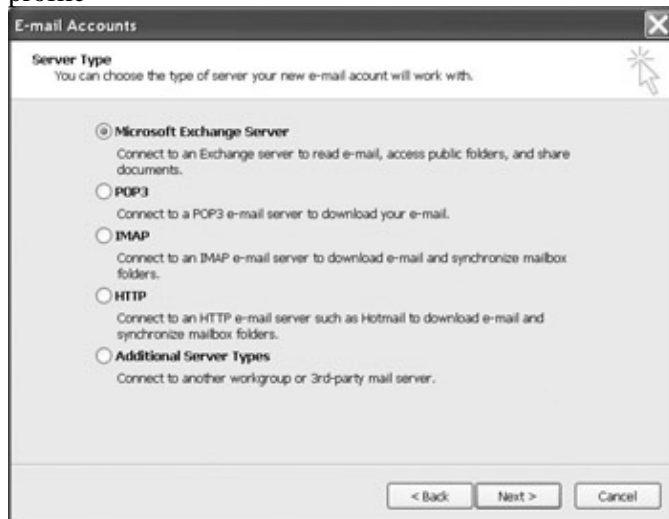 profile
E-mail Accounts
Server Type
You can choose the type of server your new e-mail acount will work with.
Microsoft Exchange Server
Connect to an Exchange server to read e-mail, access public folders, and share
documents.
POP3
Connect to a POP3 e-mail server to download your e-mail.
IMAP
Connect to an IMAP e-mail server to download e-mail and synchronize mailbox
folders.
HTTP
Connect to an HTTP e-mail server such as Hotmail to download e-mail and
synchronize mailbox folders.
Additional Server Types
Connect to another workgroup or 3rd-party mail server.
< Back Next > Cancel